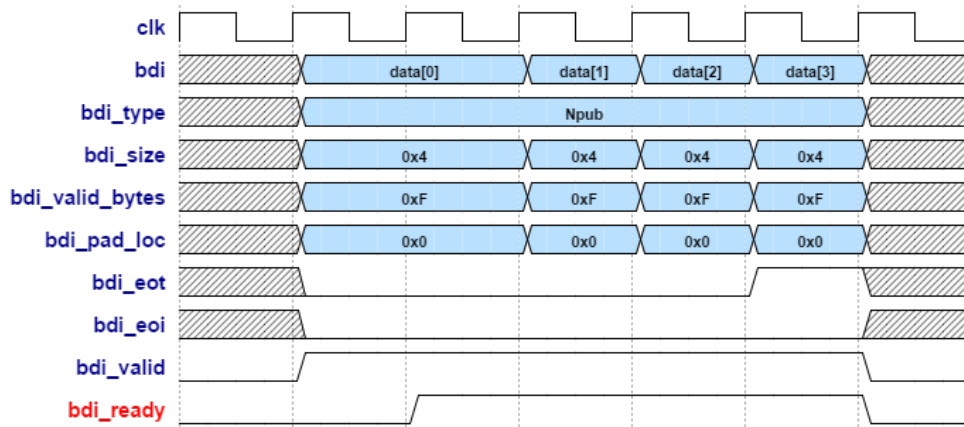 clk
bdi data[0] data[1] data[2] data[3]
bdi_type Npub
bdi_size 0x4 0x4 0x4 0x4
bdi_valid_bytes 0xF 0xF 0xF 0xF
bdi_pad_loc 0x0 0x0 0x0 0x0
bdi_eot
bdi_eoi
bdi_valid
bdi_ready